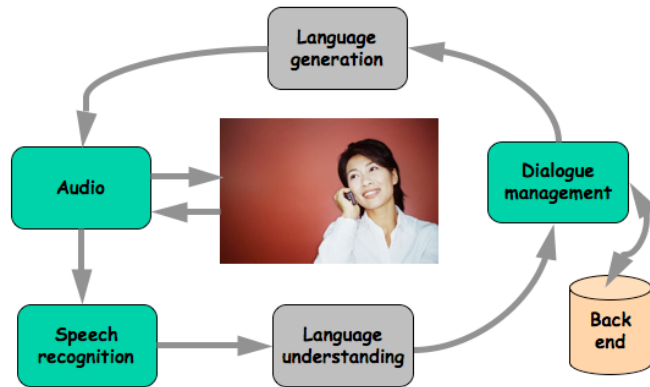 Language
generation
Audio
Dialogue
management
Speech
recognition
Language
understanding
Back
end